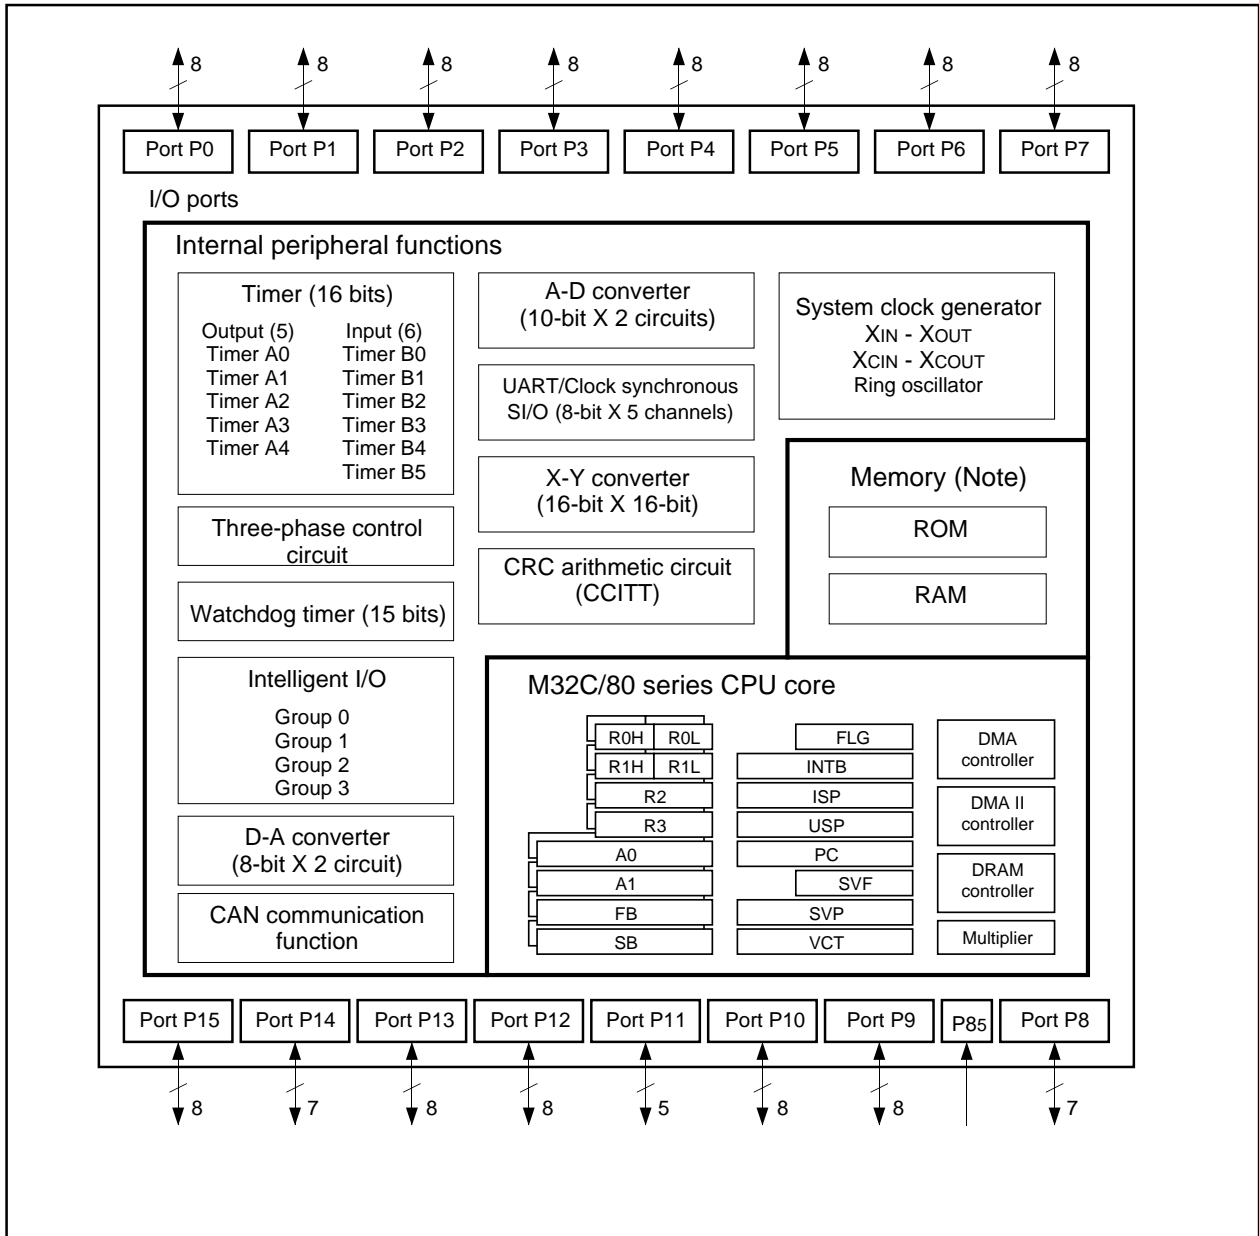 8 8 8 8 8 8 8 8
Port P0 Port P1 Port P2 Port P3 Port P4 Port P5 Port P6 Port P7
I/O ports
Internal peripheral functions
Timer (16 bits)
Output (5) Input (6)
Timer A0 Timer B0
Timer A1 Timer B1
Timer A2 Timer B2
Timer A3 Timer B3
Timer A4 Timer B4
Timer B5
Three-phase control
circuit
Watchdog timer (15 bits)
Intelligent I/O
Group 0
Group 1
Group 2
Group 3
D-A converter
(8-bit X 2 circuit)
CAN communication
function
A-D converter
(10-bit X 2 circuits)
UART/Clock synchronous
SI/O (8-bit X 5 channels)
X-Y converter
(16-bit X 16-bit)
CRC arithmetic circuit
(CCITT)
System clock generator
XIN - XOUT
XCIN - XCOUT
Ring oscillator
Memory (Note)
ROM
RAM
M32C/80 series CPU core
R0H R0L
R1H R1L
R2
R3
A0
A1
FB
SB
FLG
INTB
ISP
USP
PC
SVF
SVP
VCT
DMA
controller
DMA II
controller
DRAM
controller
Multiplier
Port P15 Port P14 Port P13 Port P12 Port P11 Port P10 Port P9 P85 Port P8
8 7 8 8 5 8 8 7